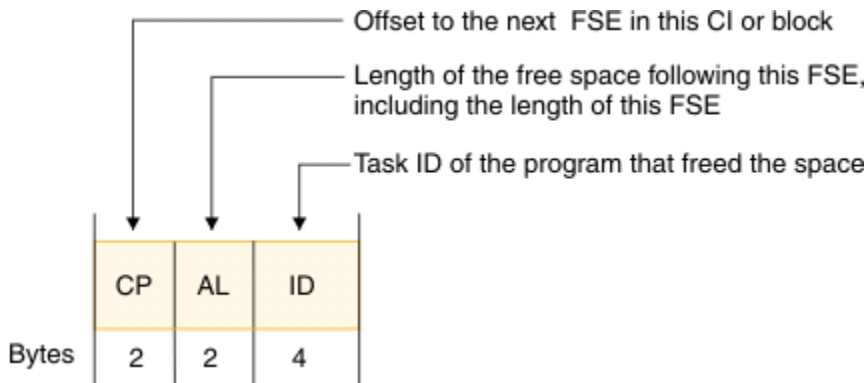 Offset to the next FSE in this CI or block
Length of the free space following this FSE,
including the length of this FSE
Task ID of the program that freed the space
CP AL ID
Bytes 2 2 4